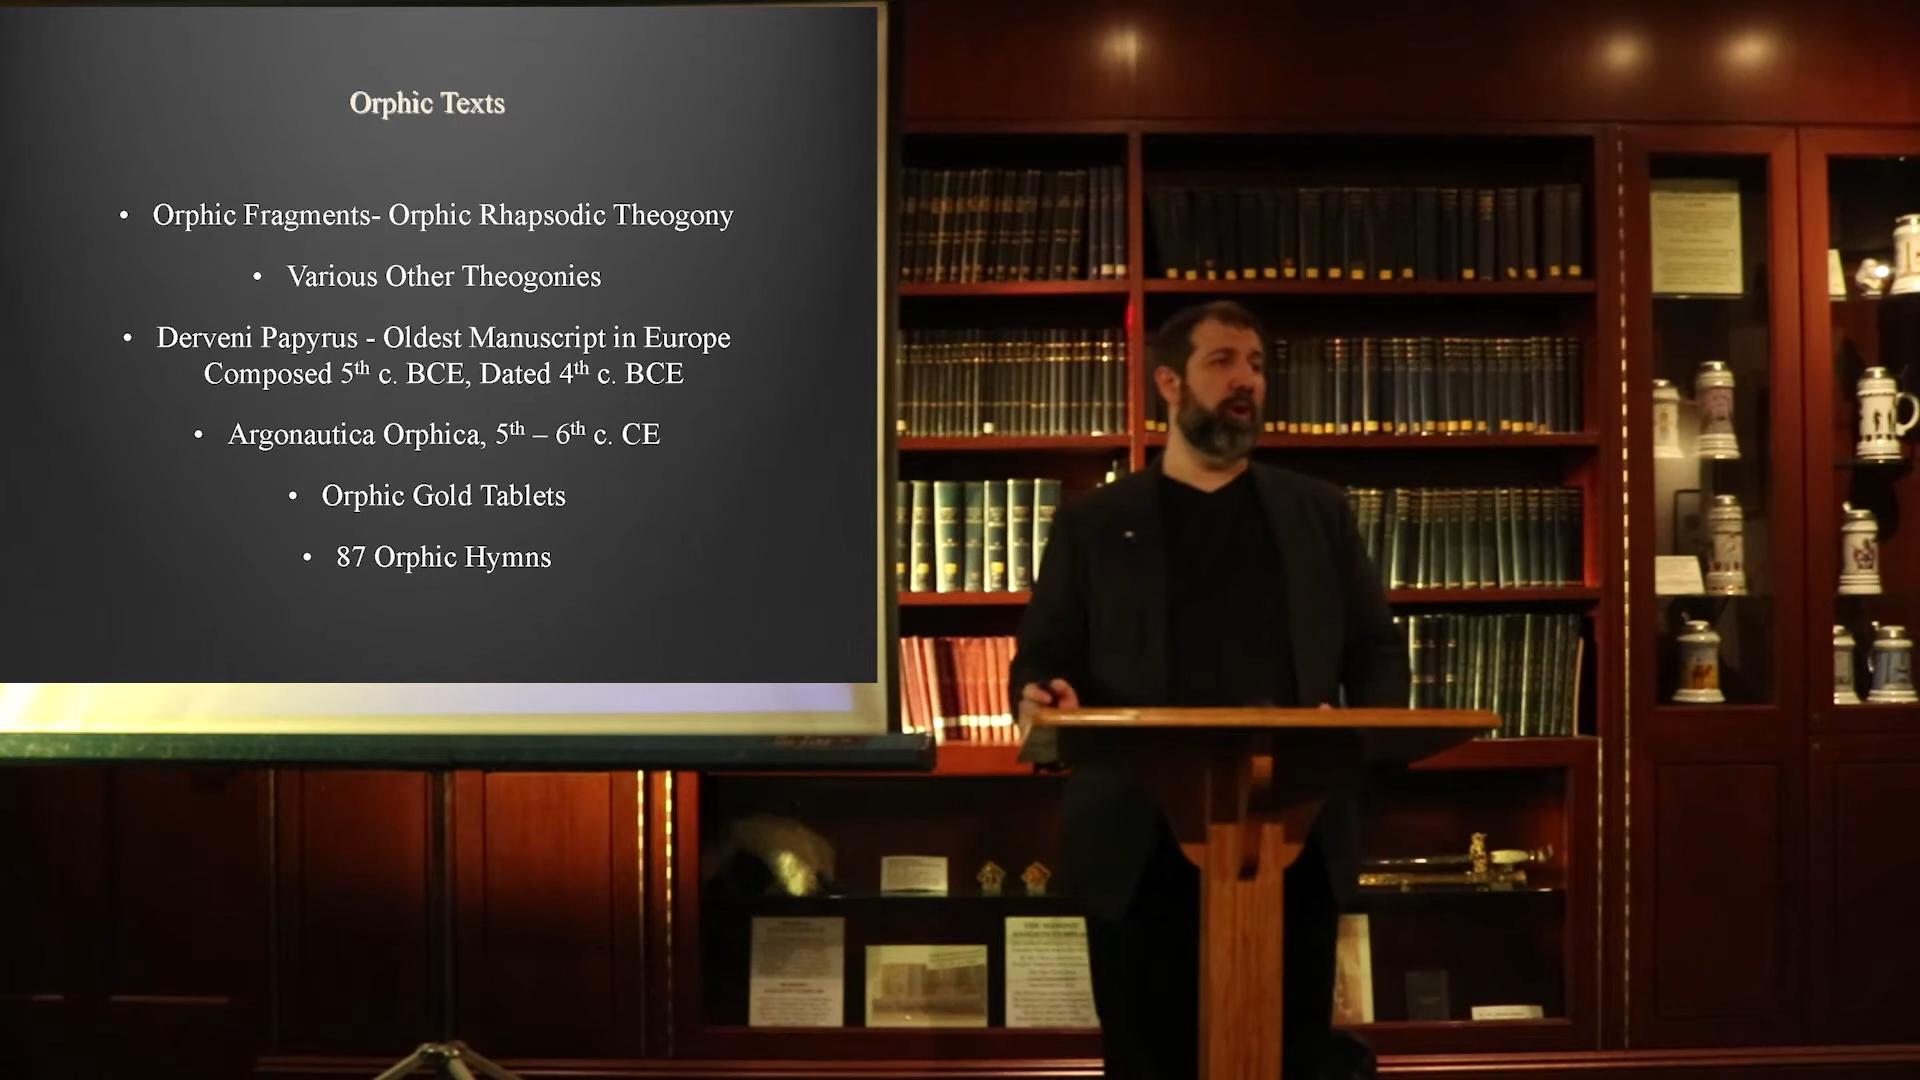 Orphic Texts
• Orphic Fragments- Orphic Rhapsodic Theogony
• Various Other Theogonies
• Derveni Papyrus - Oldest Manuscript in Europe
Composed 5th c. BCE, Dated 4th c. BCE
• Argonautica Orphica, 5th – 6th c. CE
• Orphic Gold Tablets
• 87 Orphic Hymns